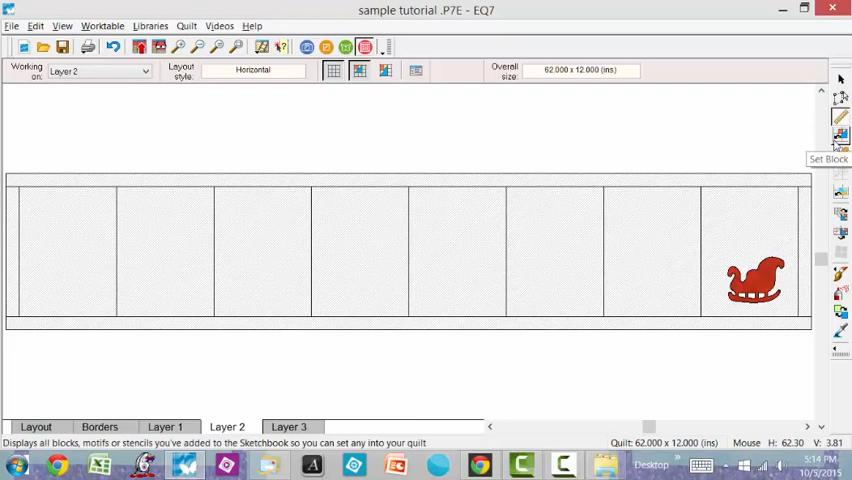 sample tutorial .P7E - EQ7
File Edit View Worktable Libraries Quilt Videos Help
Working on: Layer 2 Layout style: Horizontal Overall size: 62.000 x 12.000 (ins)
Set Block
Layout Borders Layer 1 Layer 2 Layer 3
Displays all blocks, motifs or stencils you've added to the Sketchbook so you can set any into your quilt Quilt: 62.000 x 12.000 (ins) Mouse H: 62.30 V: 3.81
Desktop 5:14 PM
10/5/2015